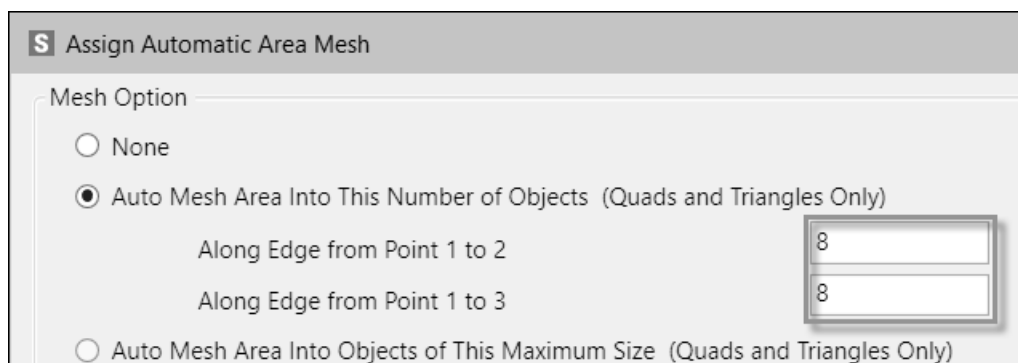 S Assign Automatic Area Mesh
Mesh Option
None
Auto Mesh Area Into This Number of Objects (Quads and Triangles Only)
Along Edge from Point 1 to 2 8
Along Edge from Point 1 to 3 8
Auto Mesh Area Into Objects of This Maximum Size (Quads and Triangles Only)